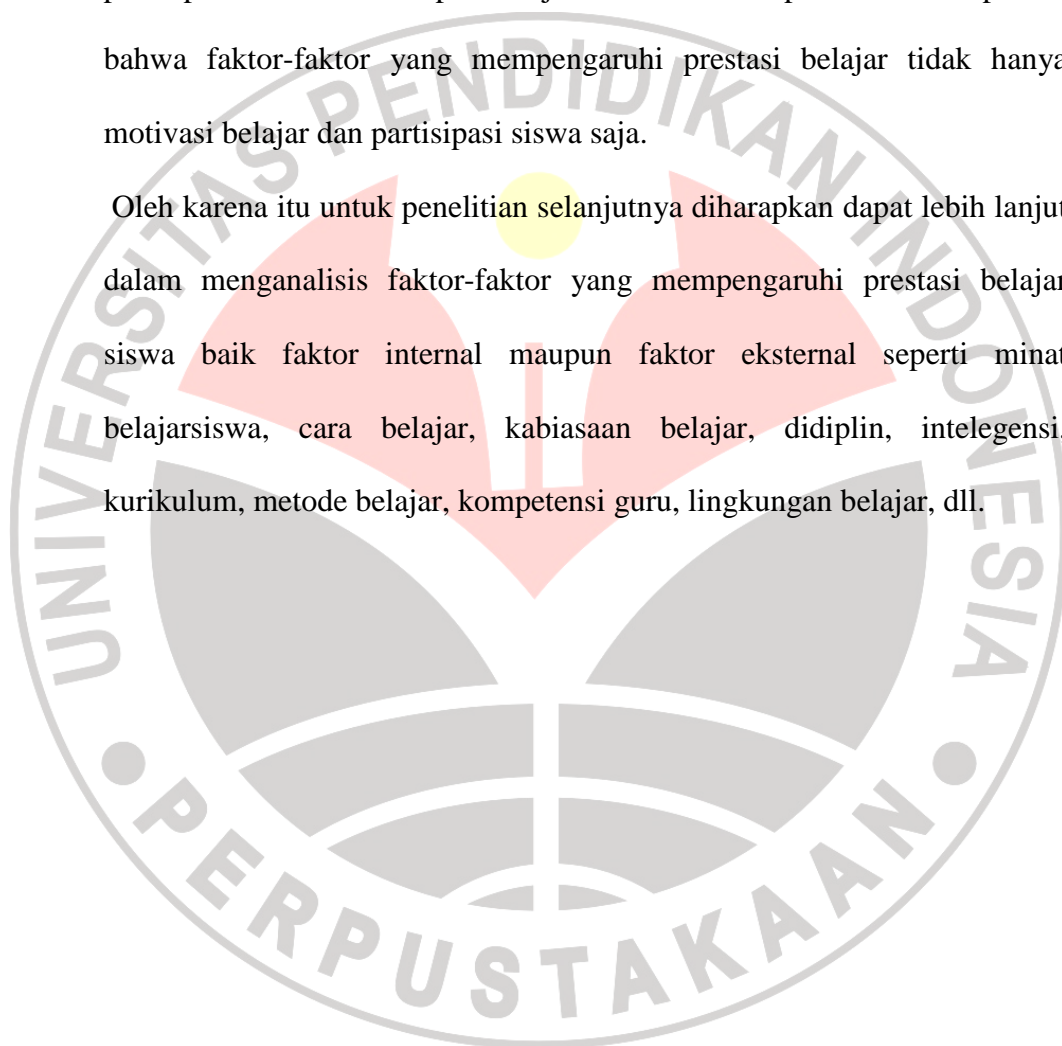 bahwa faktor-faktor yang mempengaruhi prestasi belajar tidak hanya
motivasi belajar dan partisipasi siswa saja.
Oleh karena itu untuk penelitian selanjutnya diharapkan dapat lebih lanjut
dalam menganalisis faktor-faktor yang mempengaruhi prestasi belajar
siswa baik faktor internal maupun faktor eksternal seperti minat
belajarsiswa, cara belajar, kabiasaan belajar, didiplin, intelegensi,
kurikulum, metode belajar, kompetensi guru, lingkungan belajar, dll.
UNIVERSITAS PENDIDIKAN INDONESIA
PERPUSTAKAAN